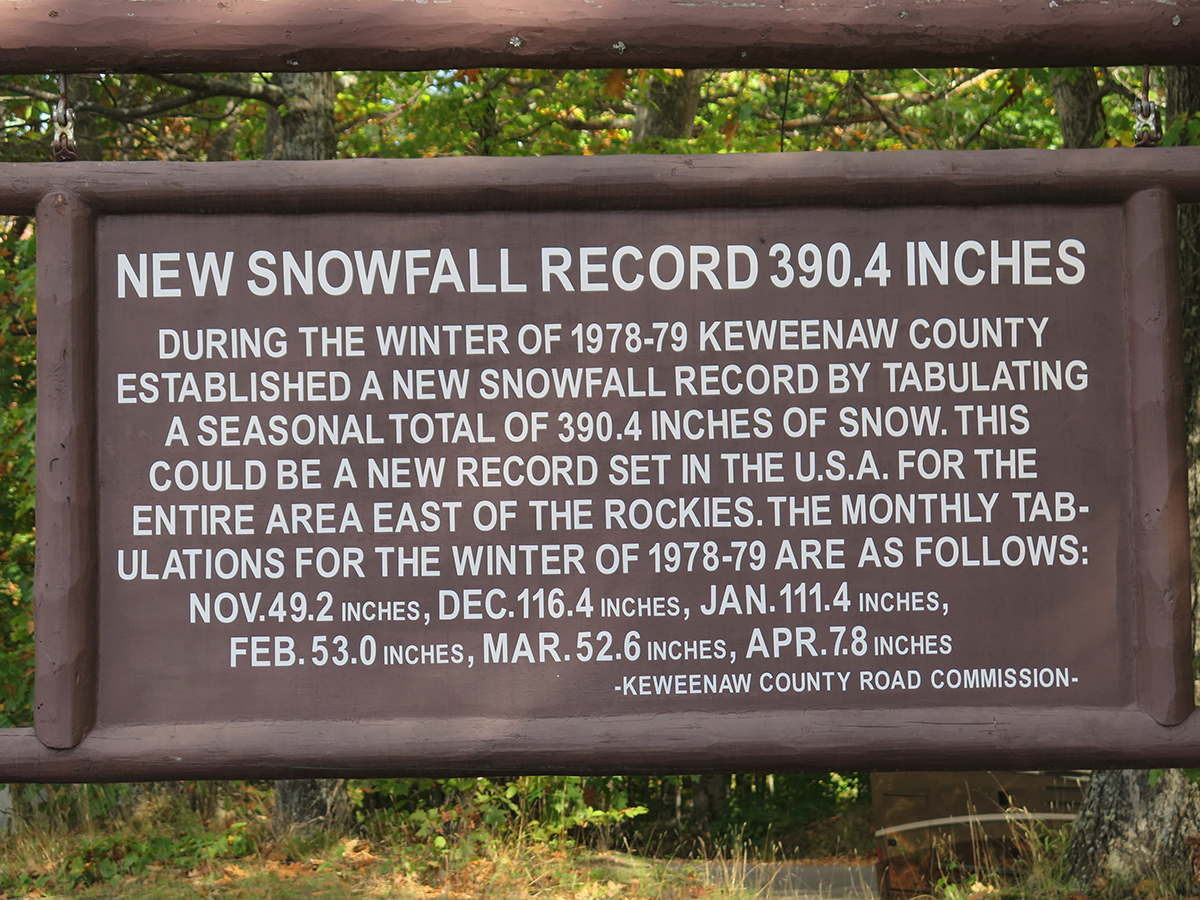 NEW SNOWFALL RECORD 390.4 INCHES
DURING THE WINTER OF 1978-79 KEWEENAW COUNTY
ESTABLISHED A NEW SNOWFALL RECORD BY TABULATING
A SEASONAL TOTAL OF 390.4 INCHES OF SNOW. THIS
COULD BE A NEW RECORD SET IN THE U.S.A. FOR THE
ENTIRE AREA EAST OF THE ROCKIES. THE MONTHLY TAB-
ULATIONS FOR THE WINTER OF 1978-79 ARE AS FOLLOWS:
NOV. 49.2 INCHES, DEC. 116.4 INCHES, JAN. 111.4 INCHES,
FEB. 53.0 INCHES, MAR. 52.6 INCHES, APR. 7.8 INCHES
-KEWEENAW COUNTY ROAD COMMISSION-